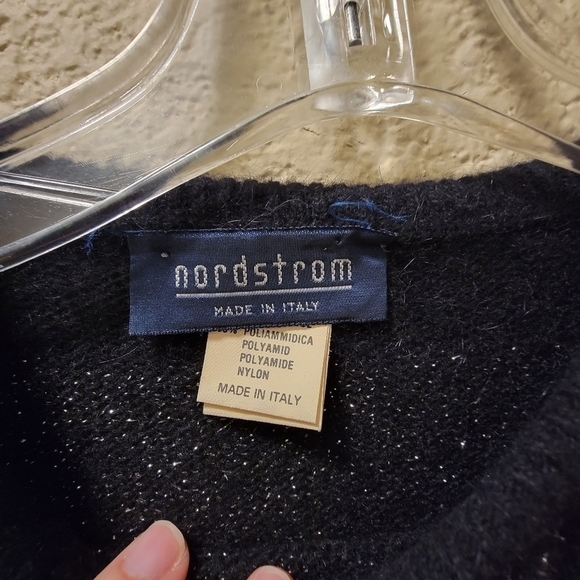 nordstrom
MADE IN ITALY
POLIAMMIDICA
POLYAMID
POLYAMIDE
NYLON
MADE IN ITALY